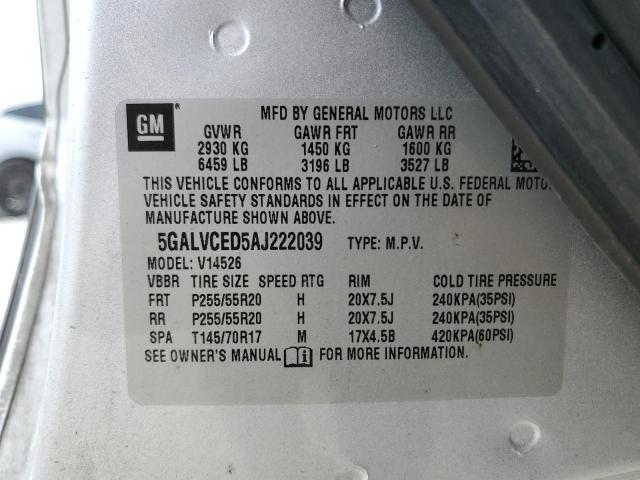 GM ® MFD BY GENERAL MOTORS LLC
GVWR GAWR FRT GAWR RR
2930 KG 1450 KG 1600 KG
6459 LB 3196 LB 3527 LB
THIS VEHICLE CONFORMS TO ALL APPLICABLE U.S. FEDERAL MOTO
VEHICLE SAFETY STANDARDS IN EFFECT ON THE DATE OF
MANUFACTURE SHOWN ABOVE.
5GALVCED5AJ222039 TYPE: M.P.V.
MODEL: V14526
VBBR TIRE SIZE SPEED RTG RIM COLD TIRE PRESSURE
FRT P255/55R20 H 20X7.5J 240KPA(35PSI)
RR P255/55R20 H 20X7.5J 240KPA(35PSI)
SPA T145/70R17 M 17X4.5B 420KPA(60PSI)
SEE OWNER'S MANUAL i FOR MORE INFORMATION.